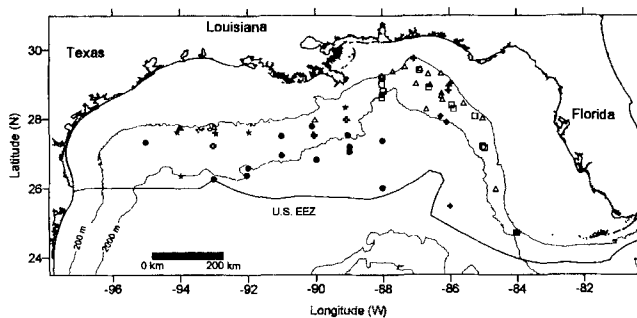 Louisiana
Texas
Florida
30
28
26
24
Latitude (N)
200 m
2000 m
0 km
200 km
U.S. EEZ
-96
-94
-92
-90
-88
-86
-84
-82
Longitude (W)